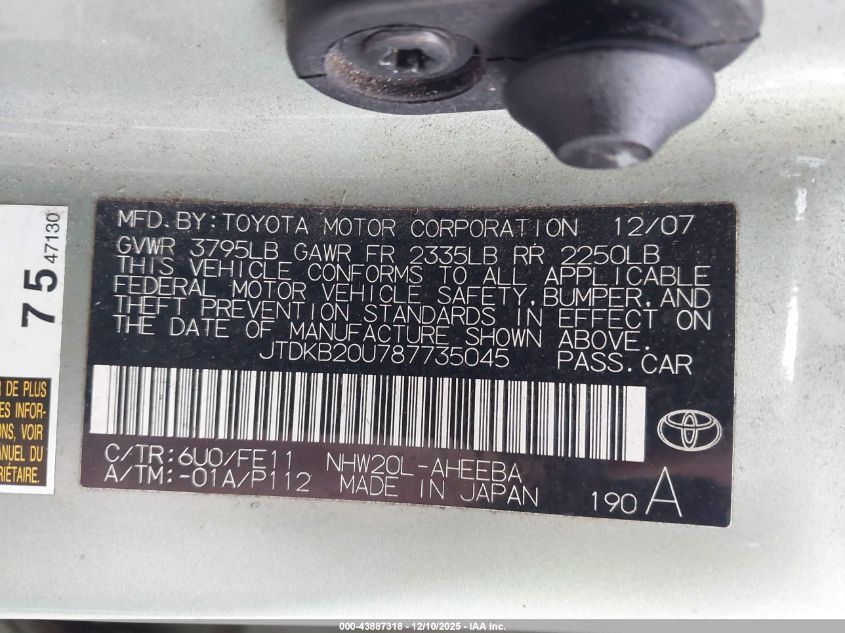 MFD. BY: TOYOTA MOTOR CORPORATION 12/07
GVWR 3795LB GAWR FR 2335LB RR 2250LB
THIS VEHICLE CONFORMS TO ALL APPLICABLE
FEDERAL MOTOR VEHICLE SAFETY, BUMPER, AND
THEFT PREVENTION STANDARDS IN EFFECT ON
THE DATE OF MANUFACTURE SHOWN ABOVE.
JTDKB20U787735045 PASS. CAR
C/TR: 6U0/FE11 NHW20L-AHEEBA
A/TM: -01A/P112 MADE IN JAPAN
190 A
75 47130
DE PLUS
ES INFOR-
ONS, VOIR
ANUEL DU
RIÉTAIRE.
000-43887318 - 12/10/2025 - IAA Inc.